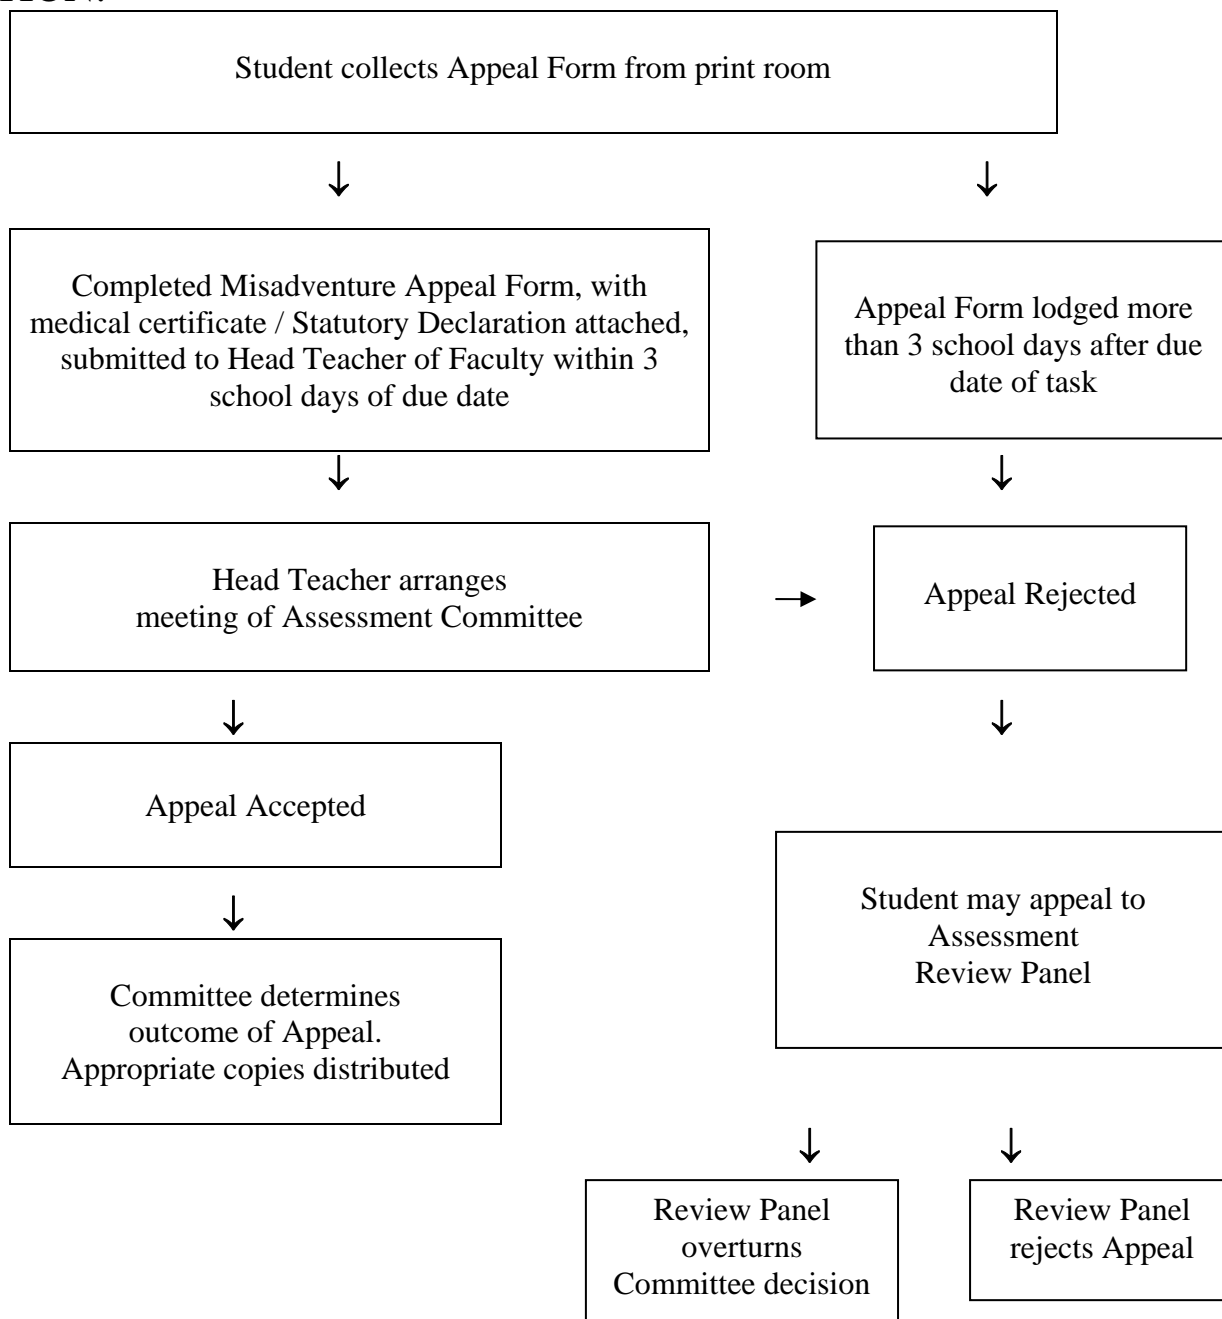 Student collects Appeal Form from print room
Completed Misadventure Appeal Form, with
medical certificate / Statutory Declaration attached,
submitted to Head Teacher of Faculty within 3
school days of due date
Appeal Form lodged more
than 3 school days after due
date of task
Head Teacher arranges
meeting of Assessment Committee
Appeal Rejected
Appeal Accepted
Student may appeal to
Assessment
Review Panel
Committee determines
outcome of Appeal.
Appropriate copies distributed
Review Panel
overturns
Committee decision
Review Panel
rejects Appeal